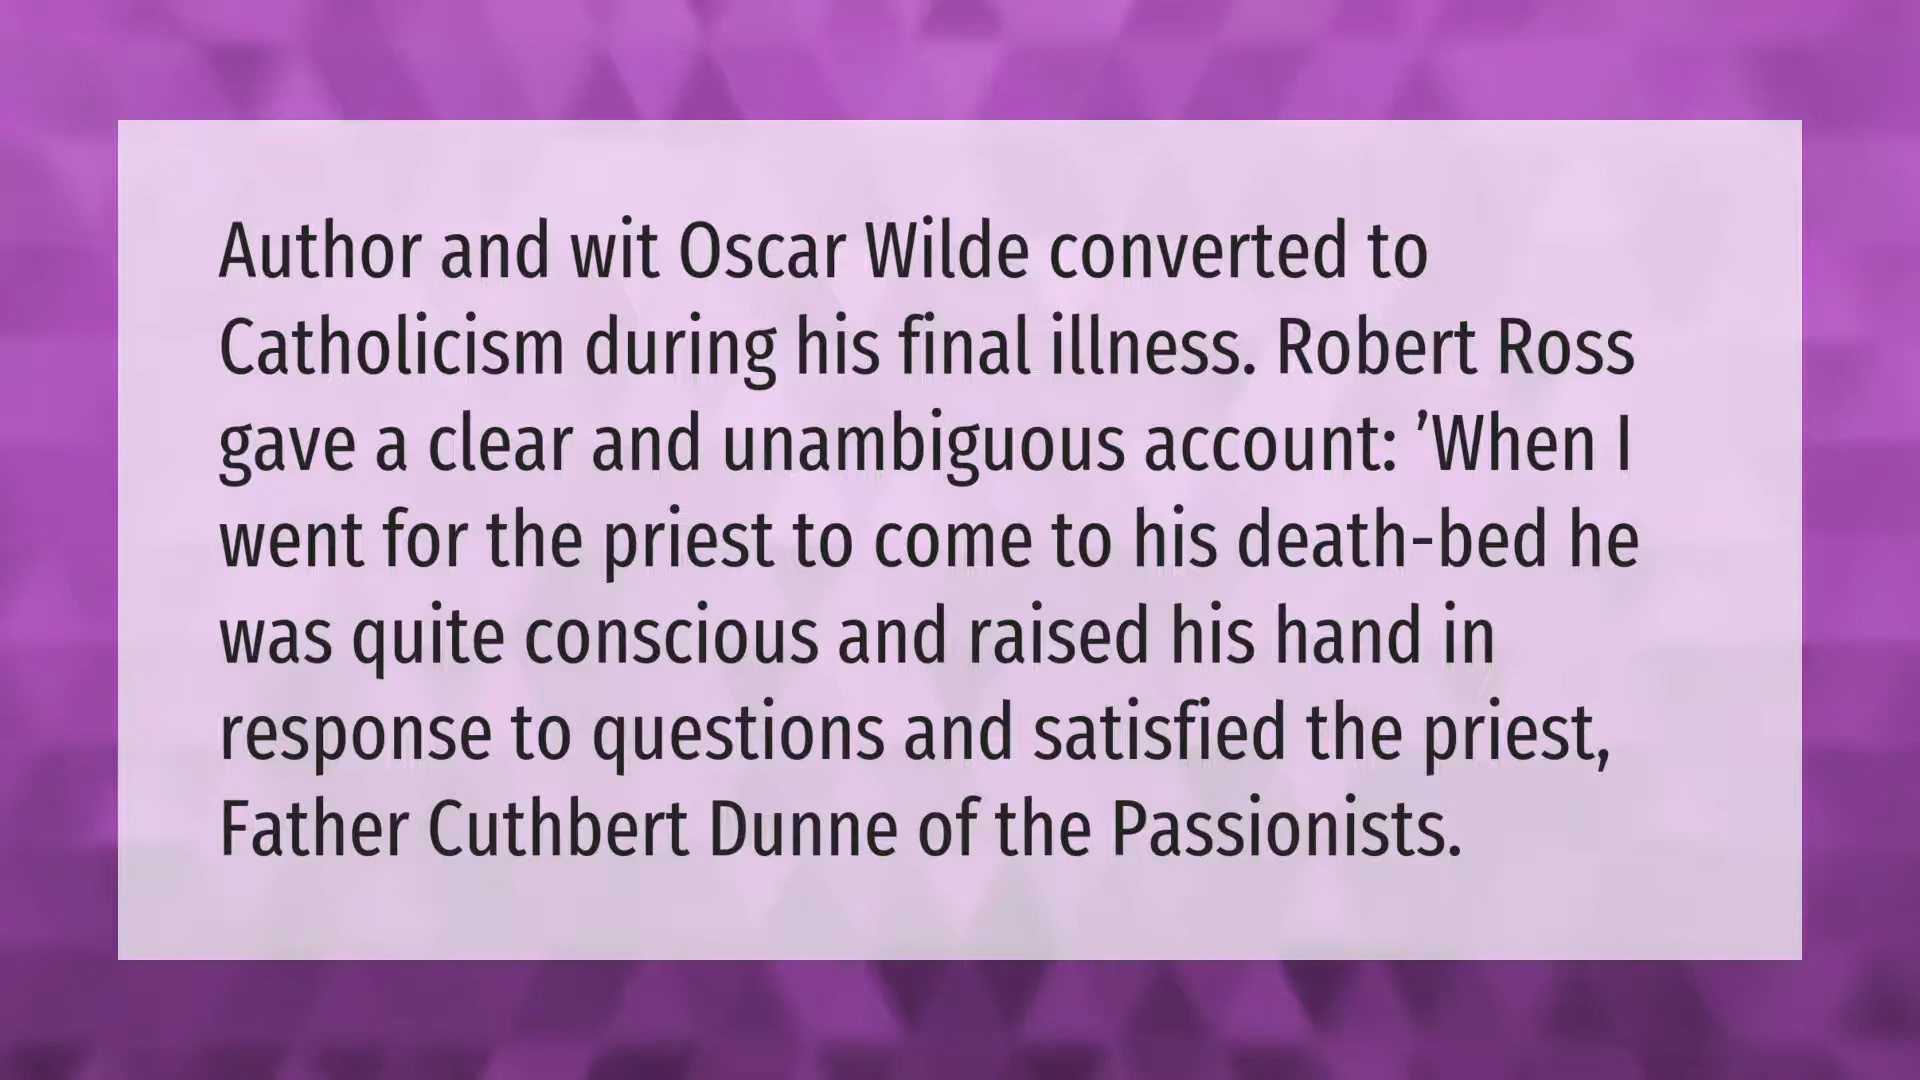 Author and wit Oscar Wilde converted to
Catholicism during his final illness. Robert Ross
gave a clear and unambiguous account: ’When I
went for the priest to come to his death-bed he
was quite conscious and raised his hand in
response to questions and satisfied the priest,
Father Cuthbert Dunne of the Passionists.